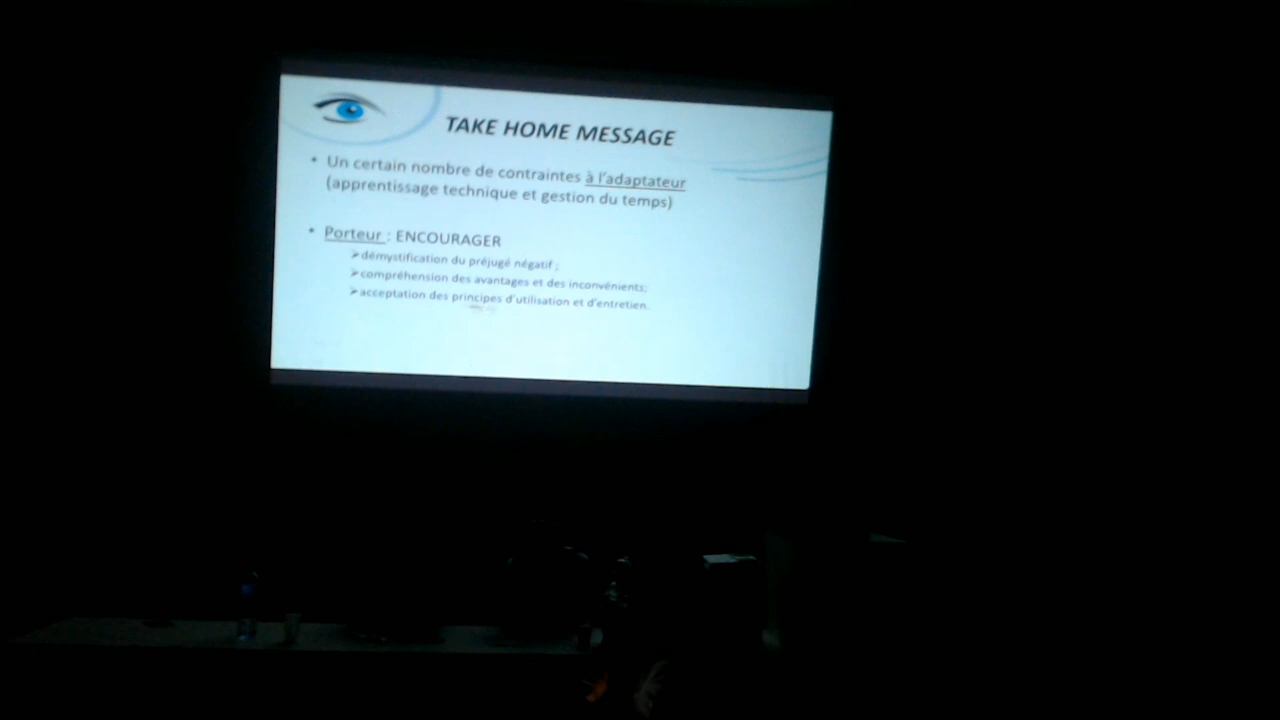 TAKE HOME MESSAGE
• Un certain nombre de contraintes à l'adaptateur
(apprentissage technique et gestion du temps)
• Porteur : ENCOURAGER
➢démystification du préjugé négatif ;
➢compréhension des avantages et des inconvénients;
➢acceptation des principes d'utilisation et d'entretien.